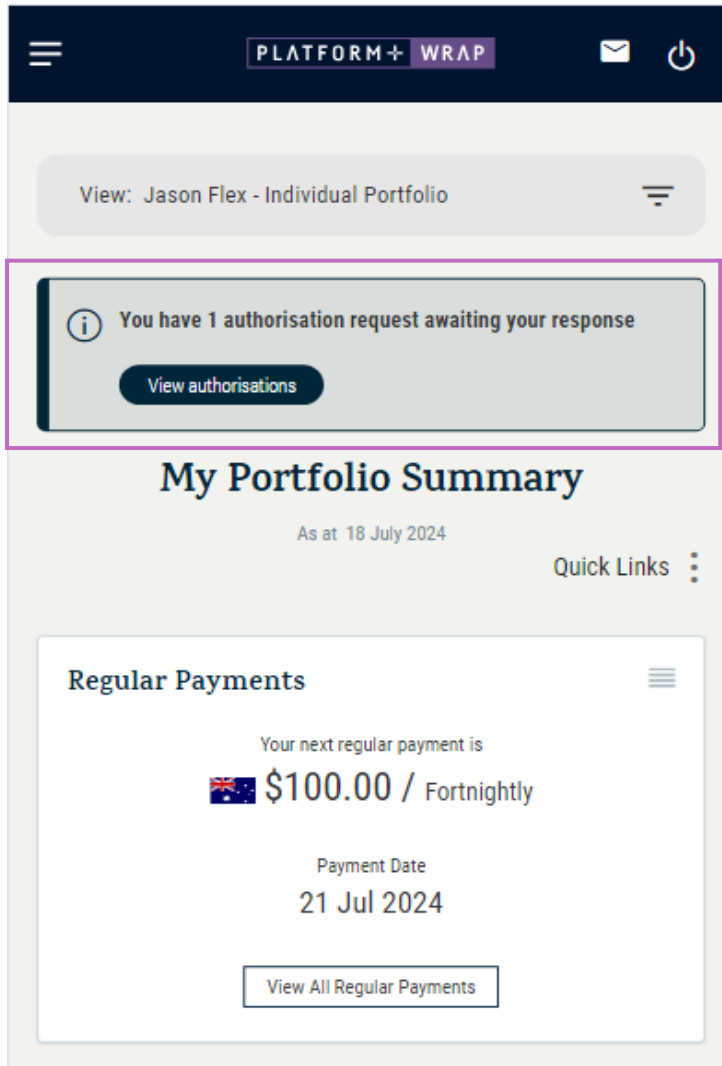 PLATFORM+ WRAP
View: Jason Flex - Individual Portfolio
You have 1 authorisation request awaiting your response
View authorisations
My Portfolio Summary
As at 18 July 2024
Quick Links
Regular Payments
Your next regular payment is
$100.00 / Fortnightly
Payment Date
21 Jul 2024
View All Regular Payments